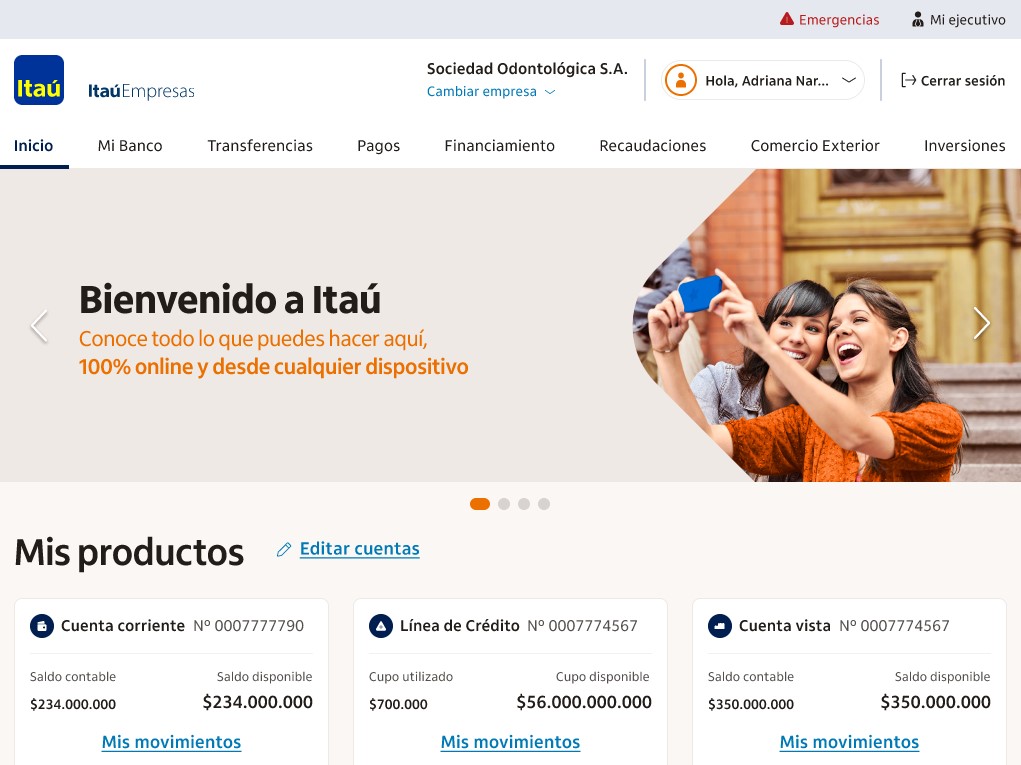 Emergencias
Mi ejecutivo
Itaú
ItaúEmpresas
Sociedad Odontológica S.A.
Cambiar empresa
Hola, Adriana Nar...
Cerrar sesión
Inicio
Mi Banco
Transferencias
Pagos
Financiamiento
Recaudaciones
Comercio Exterior
Inversiones
Bienvenido a Itaú
Conoce todo lo que puedes hacer aquí,
100% online y desde cualquier dispositivo
Mis productos
Editar cuentas
Cuenta corriente Nº 0007777790
Saldo contable
Saldo disponible
$234.000.000
$234.000.000
Mis movimientos
Línea de Crédito Nº 0007774567
Cupo utilizado
Cupo disponible
$700.000
$56.000.000.000
Mis movimientos
Cuenta vista Nº 0007774567
Saldo contable
Saldo disponible
$350.000.000
$350.000.000
Mis movimientos